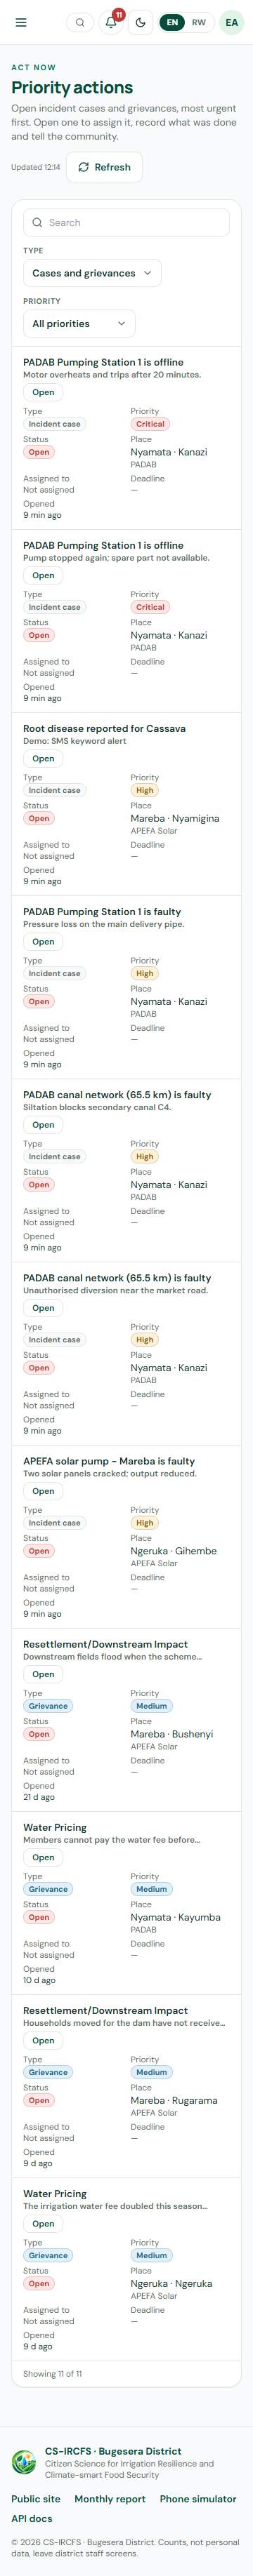 11
EN RW EA
ACT NOW
Priority actions
Open incident cases and grievances, most urgent
first. Open one to assign it, record what was done
and tell the community.
Updated 12:14 Refresh
Search
TYPE
Cases and grievances
PRIORITY
All priorities
PADAB Pumping Station 1 is offline
Motor overheats and trips after 20 minutes.
Open
Type Priority
Incident case Critical
Status Place
Open Nyamata · Kanazi
PADAB
Assigned to Deadline
Not assigned —
Opened
9 min ago
PADAB Pumping Station 1 is offline
Pump stopped again; spare part not available.
Open
Type Priority
Incident case Critical
Status Place
Open Nyamata · Kanazi
PADAB
Assigned to Deadline
Not assigned —
Opened
9 min ago
Root disease reported for Cassava
Demo: SMS keyword alert
Open
Type Priority
Incident case High
Status Place
Open Mareba · Nyamigina
APEFA Solar
Assigned to Deadline
Not assigned —
Opened
9 min ago
PADAB Pumping Station 1 is faulty
Pressure loss on the main delivery pipe.
Open
Type Priority
Incident case High
Status Place
Open Nyamata · Kanazi
PADAB
Assigned to Deadline
Not assigned —
Opened
9 min ago
PADAB canal network (65.5 km) is faulty
Siltation blocks secondary canal C4.
Open
Type Priority
Incident case High
Status Place
Open Nyamata · Kanazi
PADAB
Assigned to Deadline
Not assigned —
Opened
9 min ago
PADAB canal network (65.5 km) is faulty
Unauthorised diversion near the market road.
Open
Type Priority
Incident case High
Status Place
Open Nyamata · Kanazi
PADAB
Assigned to Deadline
Not assigned —
Opened
9 min ago
APEFA solar pump - Mareba is faulty
Two solar panels cracked; output reduced.
Open
Type Priority
Incident case High
Status Place
Open Ngeruka · Gihembe
APEFA Solar
Assigned to Deadline
Not assigned —
Opened
9 min ago
Resettlement/Downstream Impact
Downstream fields flood when the scheme…
Open
Type Priority
Grievance Medium
Status Place
Open Mareba · Bushenyi
APEFA Solar
Assigned to Deadline
Not assigned —
Opened
21 d ago
Water Pricing
Members cannot pay the water fee before…
Open
Type Priority
Grievance Medium
Status Place
Open Nyamata · Kayumba
PADAB
Assigned to Deadline
Not assigned —
Opened
10 d ago
Resettlement/Downstream Impact
Households moved for the dam have not receive…
Open
Type Priority
Grievance Medium
Status Place
Open Mareba · Rugarama
APEFA Solar
Assigned to Deadline
Not assigned —
Opened
9 d ago
Water Pricing
The irrigation water fee doubled this season…
Open
Type Priority
Grievance Medium
Status Place
Open Ngeruka · Ngeruka
APEFA Solar
Assigned to Deadline
Not assigned —
Opened
9 d ago
Showing 11 of 11
CS-IRCFS · Bugesera District
Citizen Science for Irrigation Resilience and
Climate-smart Food Security
Public site Monthly report Phone simulator
API docs
© 2026 CS-IRCFS · Bugesera District. Counts, not personal
data, leave district staff screens.